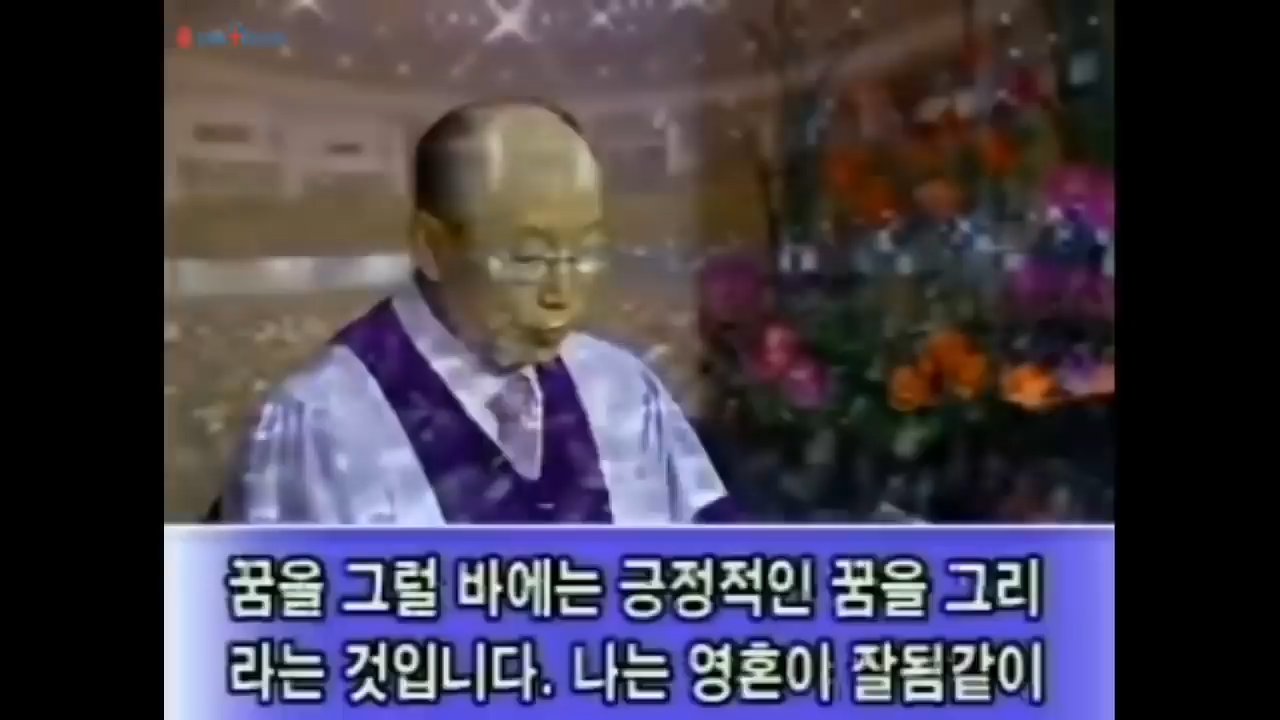 꿈을 그럴 바에는 긍정적인 꿈을 그리
라는 것입니다. 나는 영혼이 잘됨같이